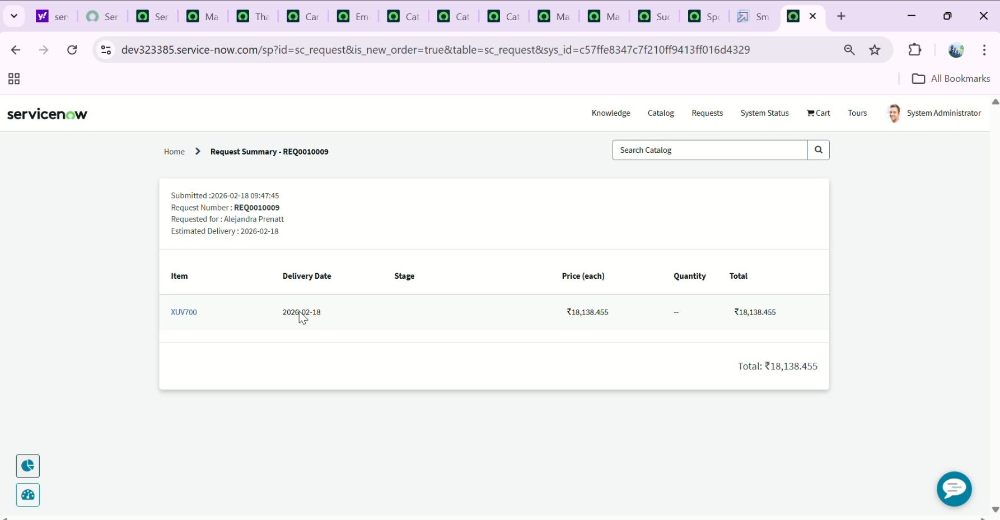 ser
Ser
Ser
Ma
Tha
Car
Em
Cat
Cat
Cat
Ma
Ma
Suc
Spo
Sm
dev323385.service-now.com/sp?id=sc_request&is_new_order=true&table=sc_request&sys_id=c57ffe8347c7f210ff9413ff016d4329
All Bookmarks
servicenow
Knowledge Catalog Requests System Status Cart Tours System Administrator
Home Request Summary - REQ0010009
Search Catalog
Submitted :2026-02-18 09:47:45
Request Number : REQ0010009
Requested for : Alejandra Prenatt
Estimated Delivery : 2026-02-18
Item Delivery Date Stage Price (each) Quantity Total
XUV700 2026-02-18 ₹18,138.455 -- ₹18,138.455
Total: ₹18,138.455